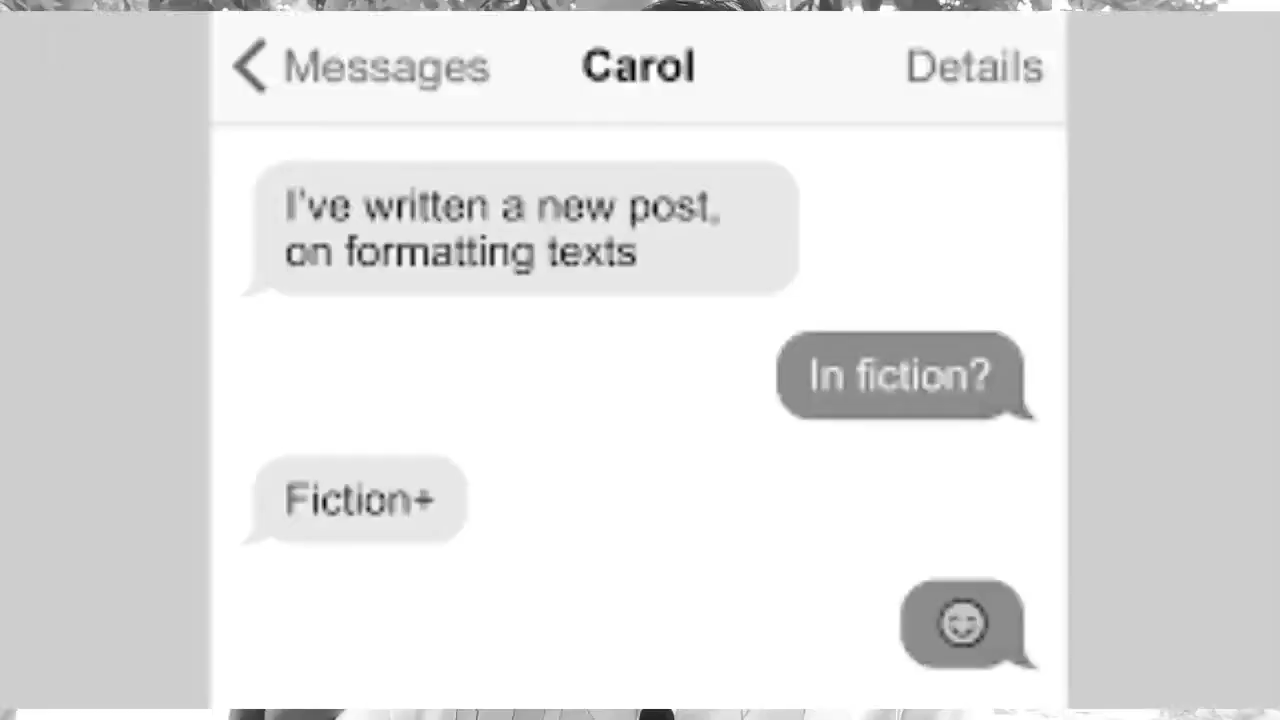 Messages Carol Details
I've written a new post,
on formatting texts
In fiction?
Fiction+